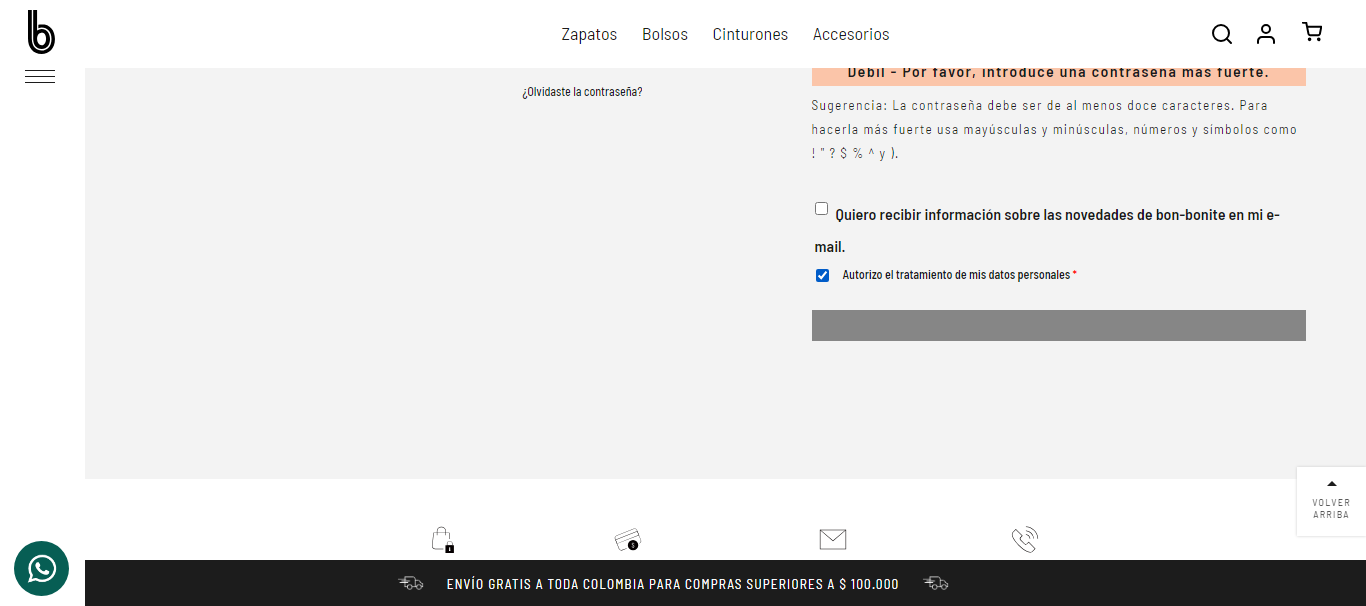 b
Zapatos Bolsos Cinturones Accesorios
Débil - Por favor, introduce una contraseña más fuerte.
¿Olvidaste la contraseña?
Sugerencia: La contraseña debe ser de al menos doce caracteres. Para
hacerla más fuerte usa mayúsculas y minúsculas, números y símbolos como
! " ? $ % ^ y ).
Quiero recibir información sobre las novedades de bon-bonite en mi e-
mail.
Autorizo el tratamiento de mis datos personales *
VOLVER
ARRIBA
ENVÍO GRATIS A TODA COLOMBIA PARA COMPRAS SUPERIORES A $ 100.000